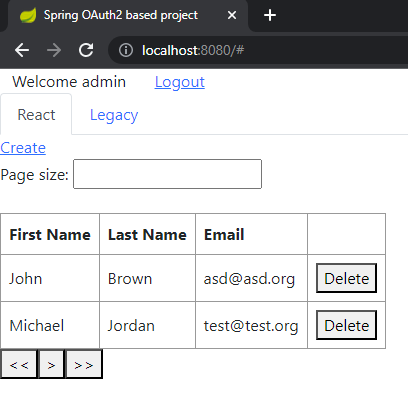 Spring OAuth2 based project
localhost:8080/#
Welcome admin Logout
React Legacy
Create
Page size:
First Name Last Name Email
John Brown asd@asd.org Delete
Michael Jordan test@test.org Delete
<< > >>